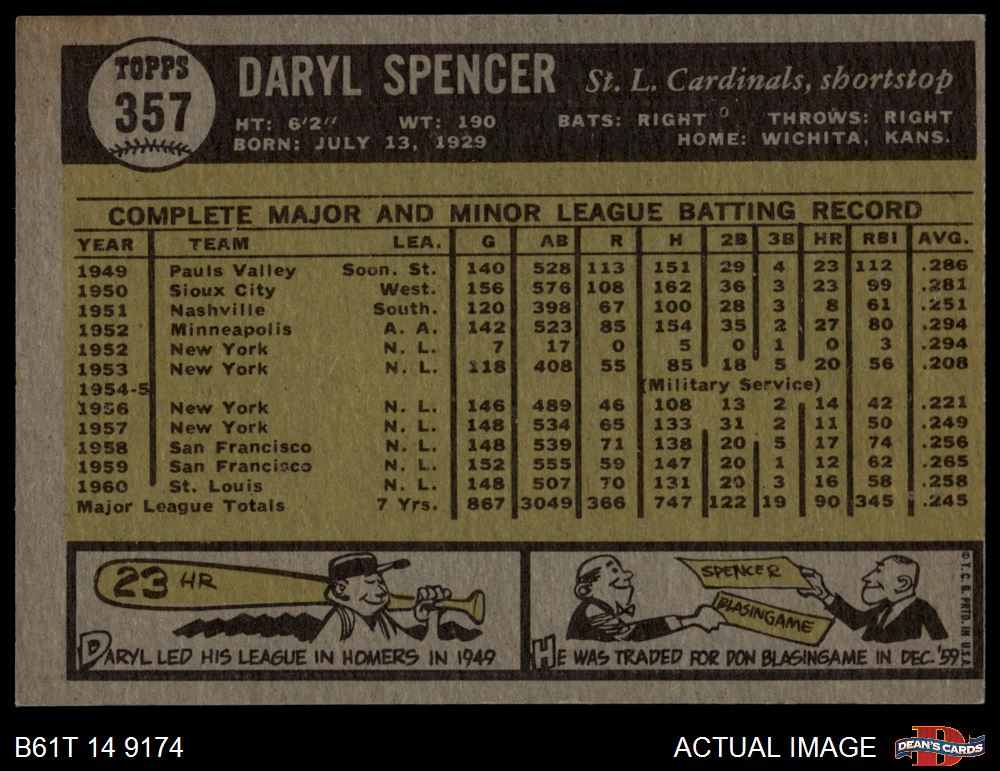 TOPPS
357
DARYL SPENCER St. L. Cardinals, shortstop
HT: 6'2" WT: 190 BATS: RIGHT THROWS: RIGHT
BORN: JULY 13, 1929 HOME: WICHITA, KANS.
COMPLETE MAJOR AND MINOR LEAGUE BATTING RECORD
YEAR TEAM LEA. G AB R H 2B 3B HR RBI AVG.
1949 Pauls Valley Soon. St. 140 528 113 151 29 4 23 112 .286
1950 Sioux City West. 156 576 108 162 36 3 23 99 .281
1951 Nashville South. 120 398 67 100 28 3 8 61 .251
1952 Minneapolis A. A. 142 523 85 154 35 2 27 80 .294
1952 New York N. L. 7 17 0 5 0 1 0 3 .294
1953 New York N. L. 118 408 55 85 18 5 20 56 .208
1954-5 (Military Service)
1956 New York N. L. 146 489 46 108 13 2 14 42 .221
1957 New York N. L. 148 534 65 133 31 2 11 50 .249
1958 San Francisco N. L. 148 539 71 138 20 5 17 74 .256
1959 San Francisco N. L. 152 555 59 147 20 1 12 62 .265
1960 St. Louis N. L. 148 507 70 131 20 3 16 58 .258
Major League Totals 7 Yrs. 867 3049 366 747 122 19 90 345 .245
23 HR
DARYL LED HIS LEAGUE IN HOMERS IN 1949
SPENCER
BLASINGAME
HE WAS TRADED FOR DON BLASINGAME IN DEC. '59
© T. C. G. PRTD. IN U.S.A.
B61T 14 9174
ACTUAL IMAGE
DEAN'S CARDS